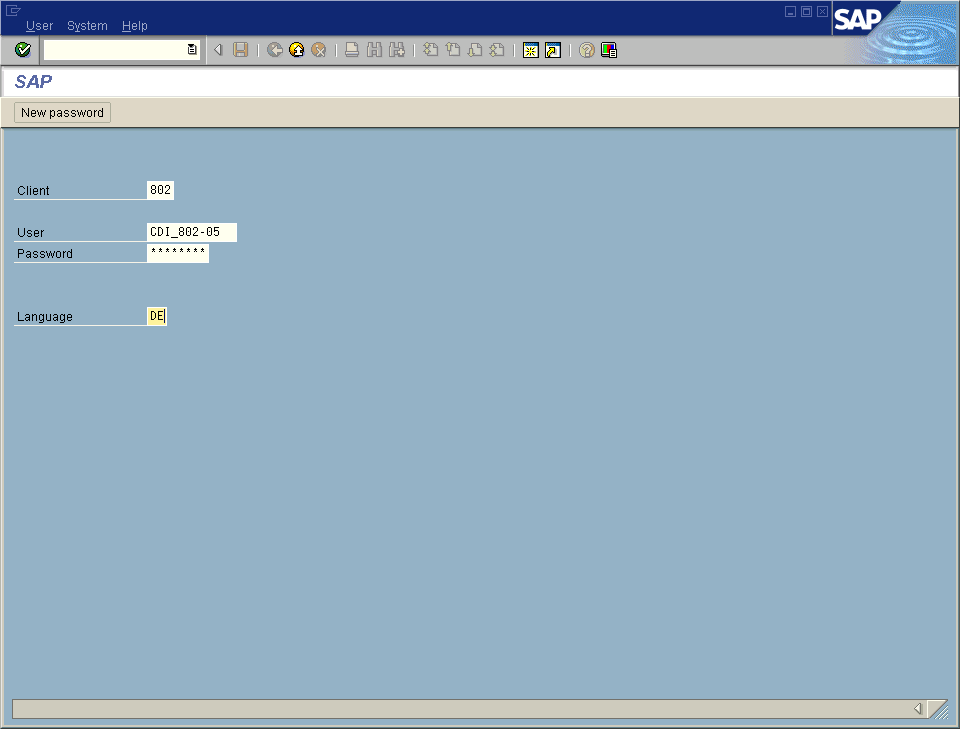 User System Help
SAP
SAP
New password
Client 802
User CDI_802-05
Password ********
Language DE